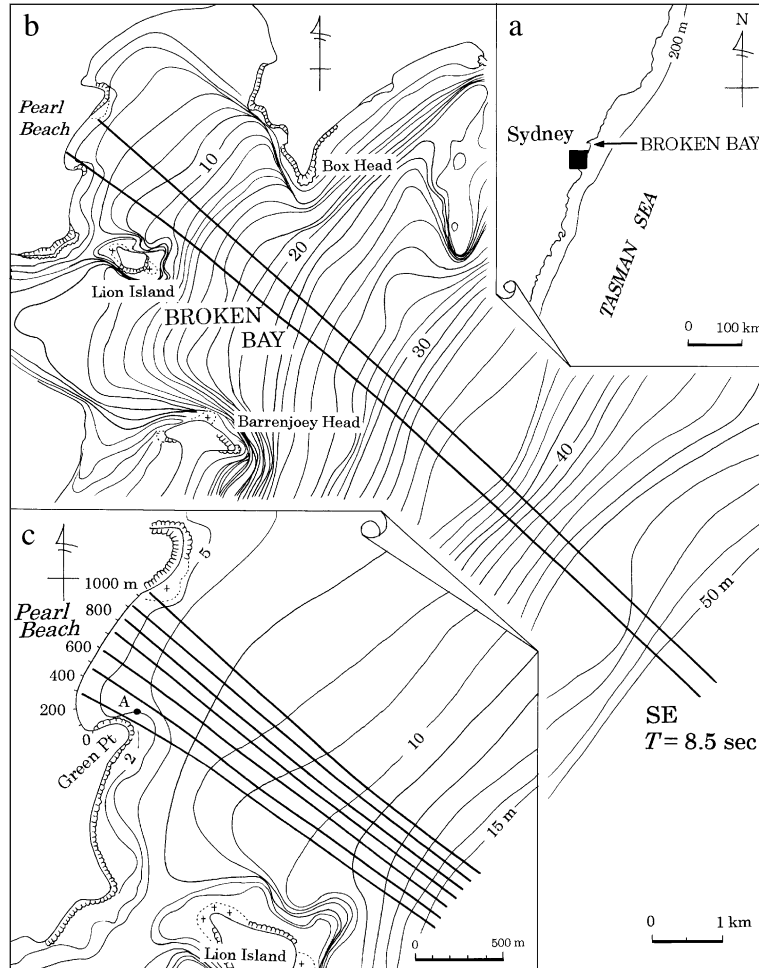 b
Pearl
Beach
10
Box Head
20
Lion Island
BROKEN
BAY
30
Barrenjoey Head
40
50 m
SE
T = 8.5 sec
0 1 km
a
N
200 m
Sydney
BROKEN BAY
TASMAN SEA
0 100 km
c
5
1000 m
Pearl
Beach
800
600
400
200
0
A
Green Pt
2
10
15 m
Lion Island
0 500 m